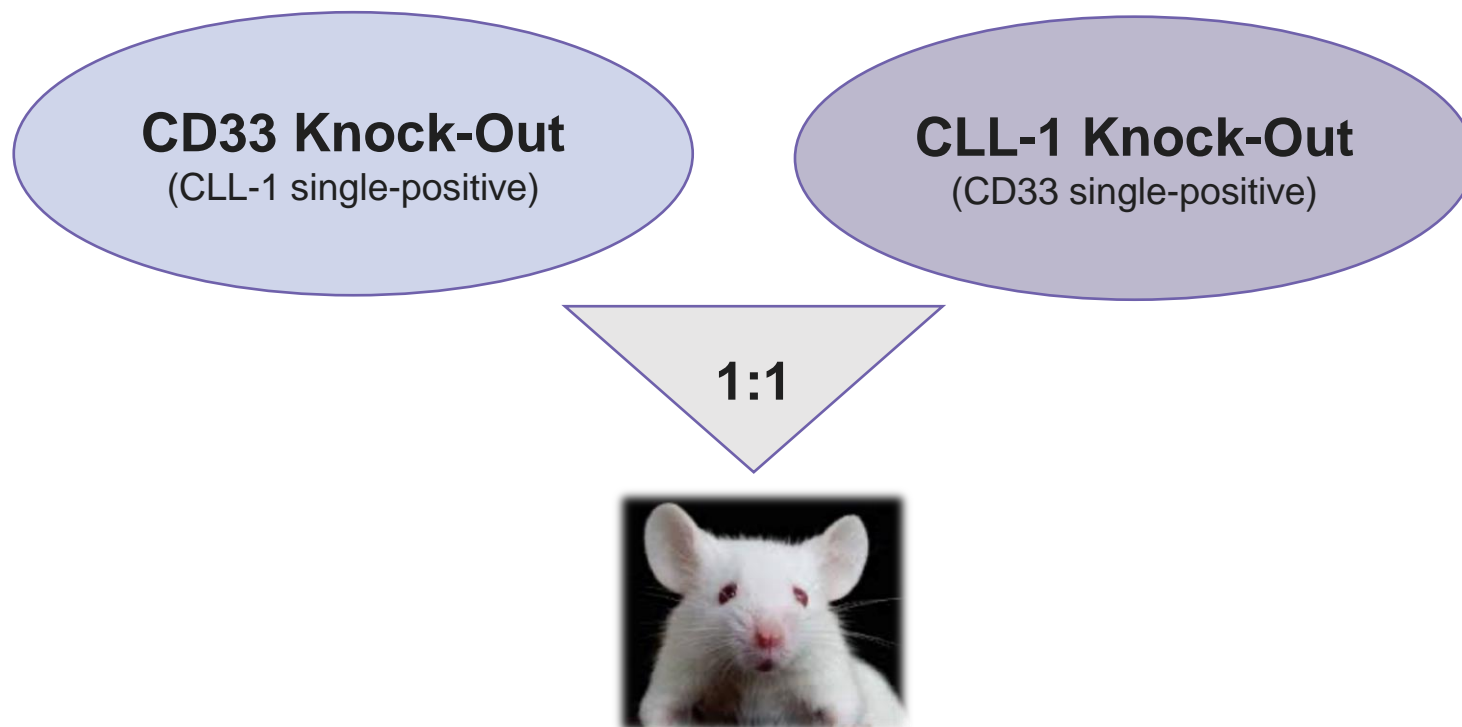 CD33 Knock-Out
(CLL-1 single-positive)
CLL-1 Knock-Out
(CD33 single-positive)
1:1